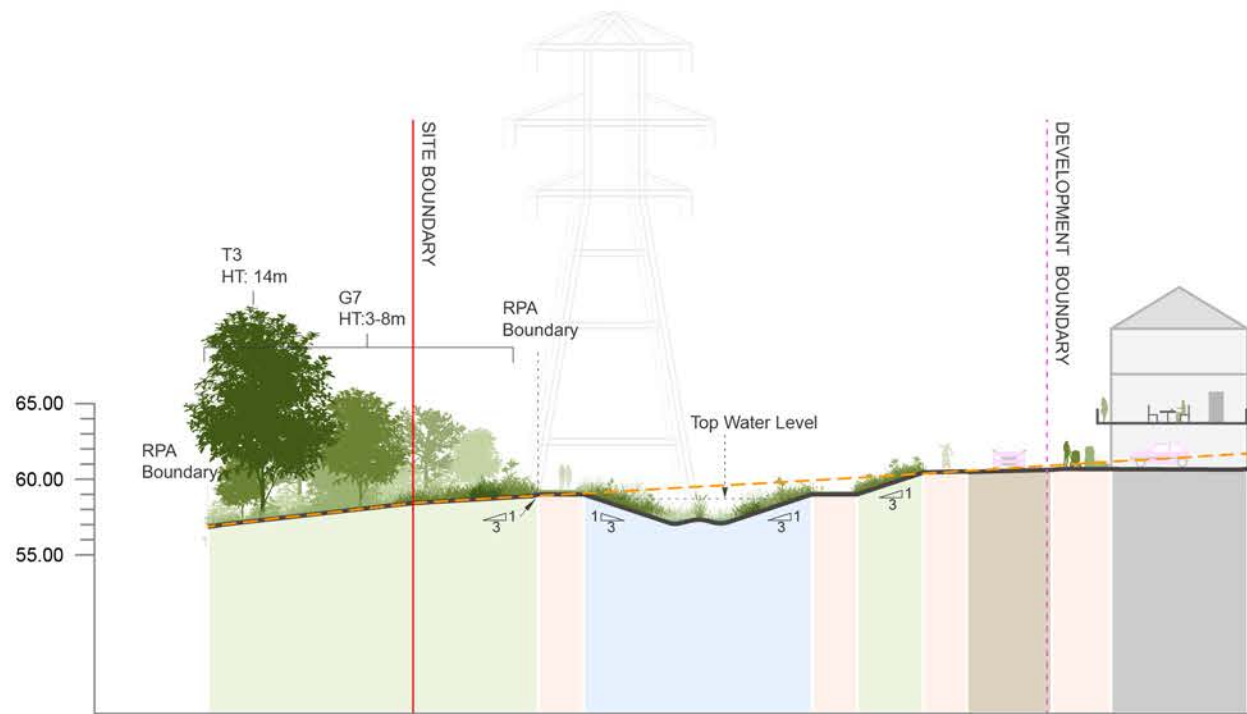 SITE BOUNDARY
DEVELOPMENT BOUNDARY
T3
HT: 14m
G7
HT:3-8m
RPA
Boundary
65.00
Top Water Level
RPA
Boundary
60.00
1
3
1
3
1
3
1
3
55.00